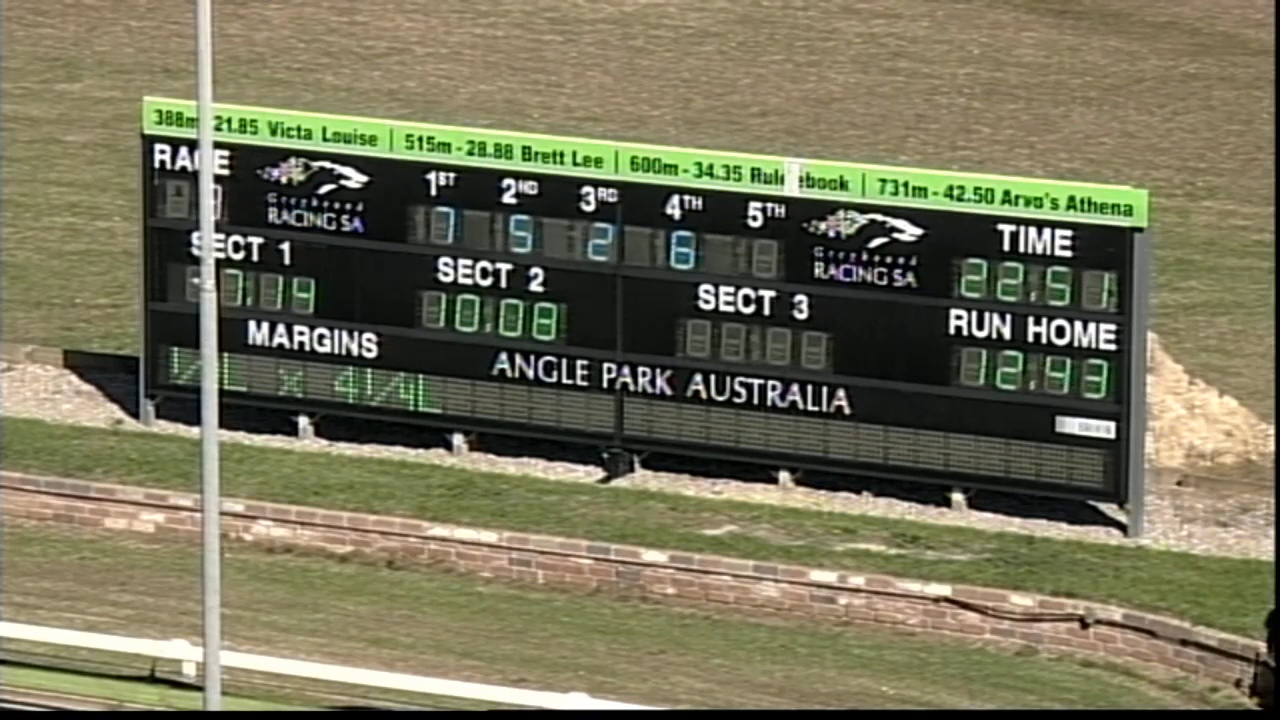 388m - 21.85 Victa Louise | 515m - 28.88 Brett Lee | 600m - 34.35 | 731m - 42.50 Arvo's Athena
RACE
Greyhound
RACING SA
1ST 2ND 3RD 4TH 5TH
7 5 2 6
Greyhound
RACING SA
TIME
22.51
SECT 1
SECT 2
10.08
SECT 3
RUN HOME
12.43
MARGINS
ANGLE PARK AUSTRALIA